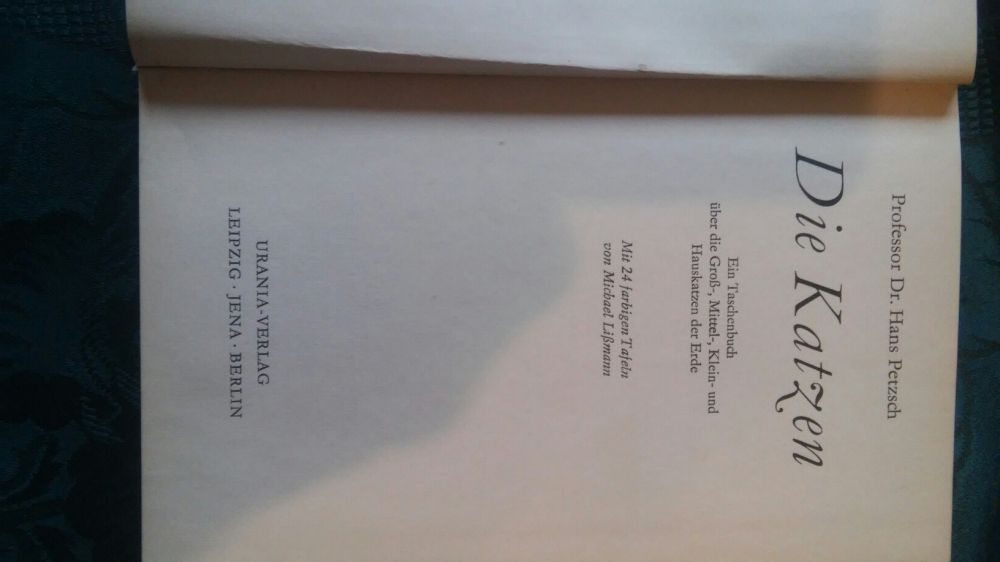 Professor Dr. Hans Petzsch
Die Katzen
Ein Taschenbuch
über die Groß-, Mittel-, Klein- und
Hauskatzen der Erde
Mit 24 farbigen Tafeln
von Michael Lißmann
URANIA-VERLAG
LEIPZIG · JENA · BERLIN